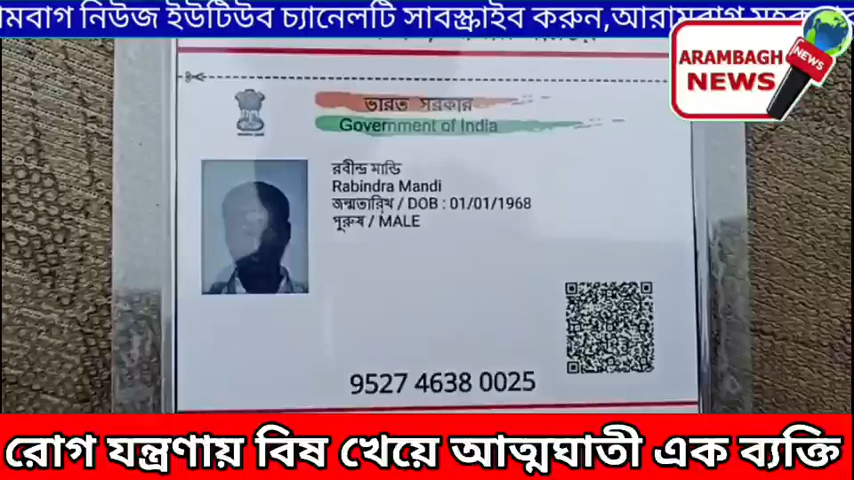 মবাগ নিউজ ইউটিউব চ্যানেলটি সাবস্ক্রাইব করুন,আরামবাগ
ARAMBAGH
NEWS
NEWS
ভারত সরকার
Government of India
রবীন্দ্র মান্ডি
Rabindra Mandi
জন্মতারিখ / DOB : 01/01/1968
পুরুষ / MALE
9527 4638 0025
রোগ যন্ত্রণায় বিষ খেয়ে আত্মঘাতী এক ব্যক্তি